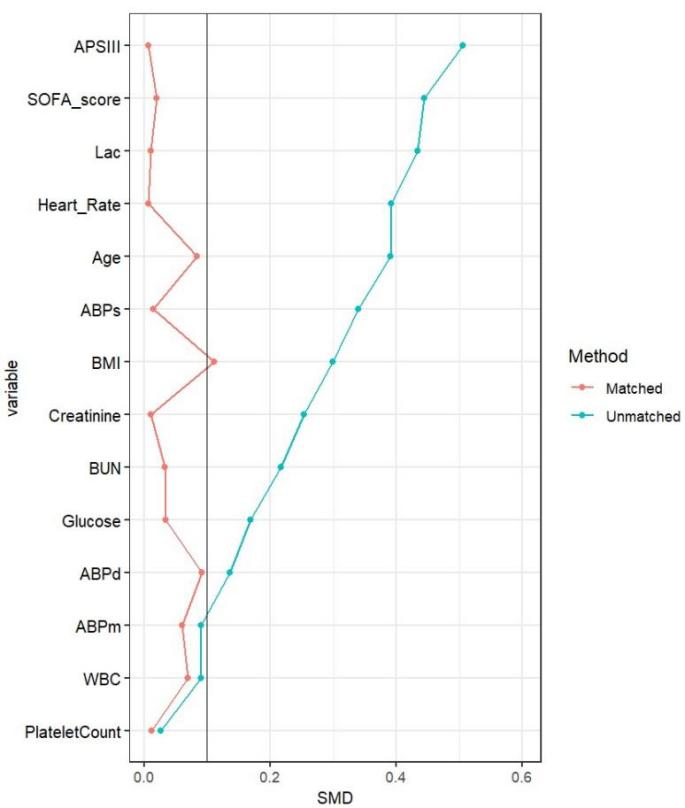 APSIII
SOFA_score
Lac
Heart_Rate
Age
ABPs
BMI
Creatinine
BUN
Glucose
ABPd
ABPm
WBC
PlateletCount
variable
0.0 0.2 0.4 0.6
SMD
Method
Matched
Unmatched